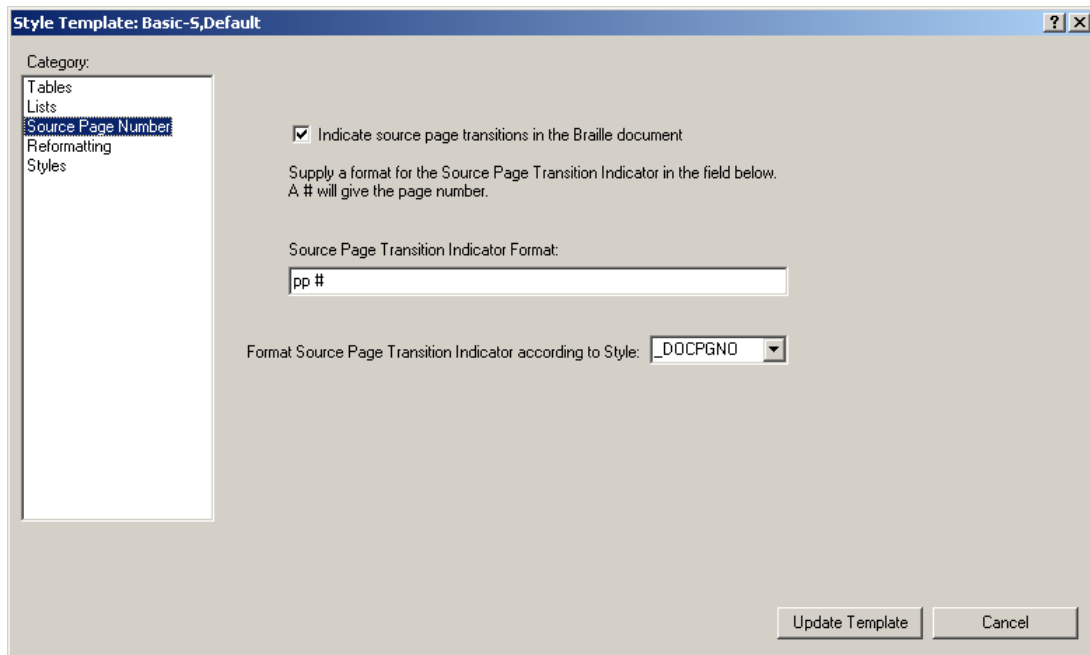 Style Template: Basic-S,Default
Category:
Tables
Lists
Source Page Number
Reformatting
Styles
Indicate source page transitions in the Braille document
Supply a format for the Source Page Transition Indicator in the field below.
A # will give the page number.
Source Page Transition Indicator Format:
pp #
Format Source Page Transition Indicator according to Style: _DOCPGNO
Update Template Cancel